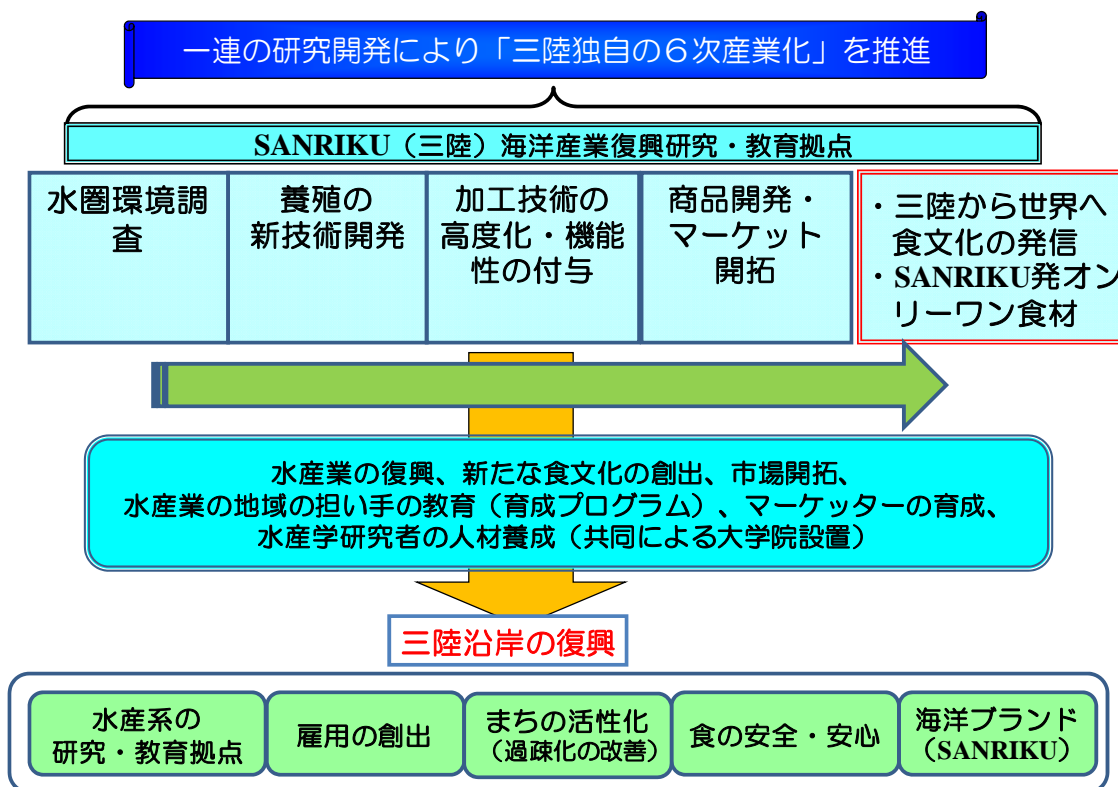 一連の研究開発により「三陸独自の6次産業化」を推進
SANRIKU(三陸)海洋産業復興研究・教育拠点
水圏環境調
査
養殖の
新技術開発
加工技術の
高度化・機能
性の付与
商品開発・
マーケット
開拓
・三陸から世界へ
食文化の発信
・SANRIKU発オン
リーワン食材
水産業の復興、新たな食文化の創出、市場開拓、
水産業の地域の担い手の教育(育成プログラム)、マーケッターの育成、
水産学研究者の人材養成(共同による大学院設置)
三陸沿岸の復興
水産系の
研究・教育拠点
雇用の創出
まちの活性化
(過疎化の改善)
食の安全・安心
海洋ブランド
(SANRIKU)